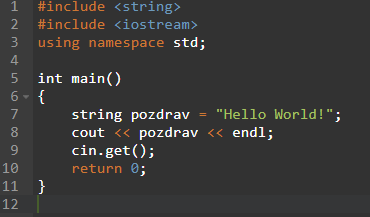 1 #include <string>
2 #include <iostream>
3 using namespace std;
4
5 int main()
6 {
7     string pozdrav = "Hello World!";
8     cout << pozdrav << endl;
9     cin.get();
10     return 0;
11 }
12